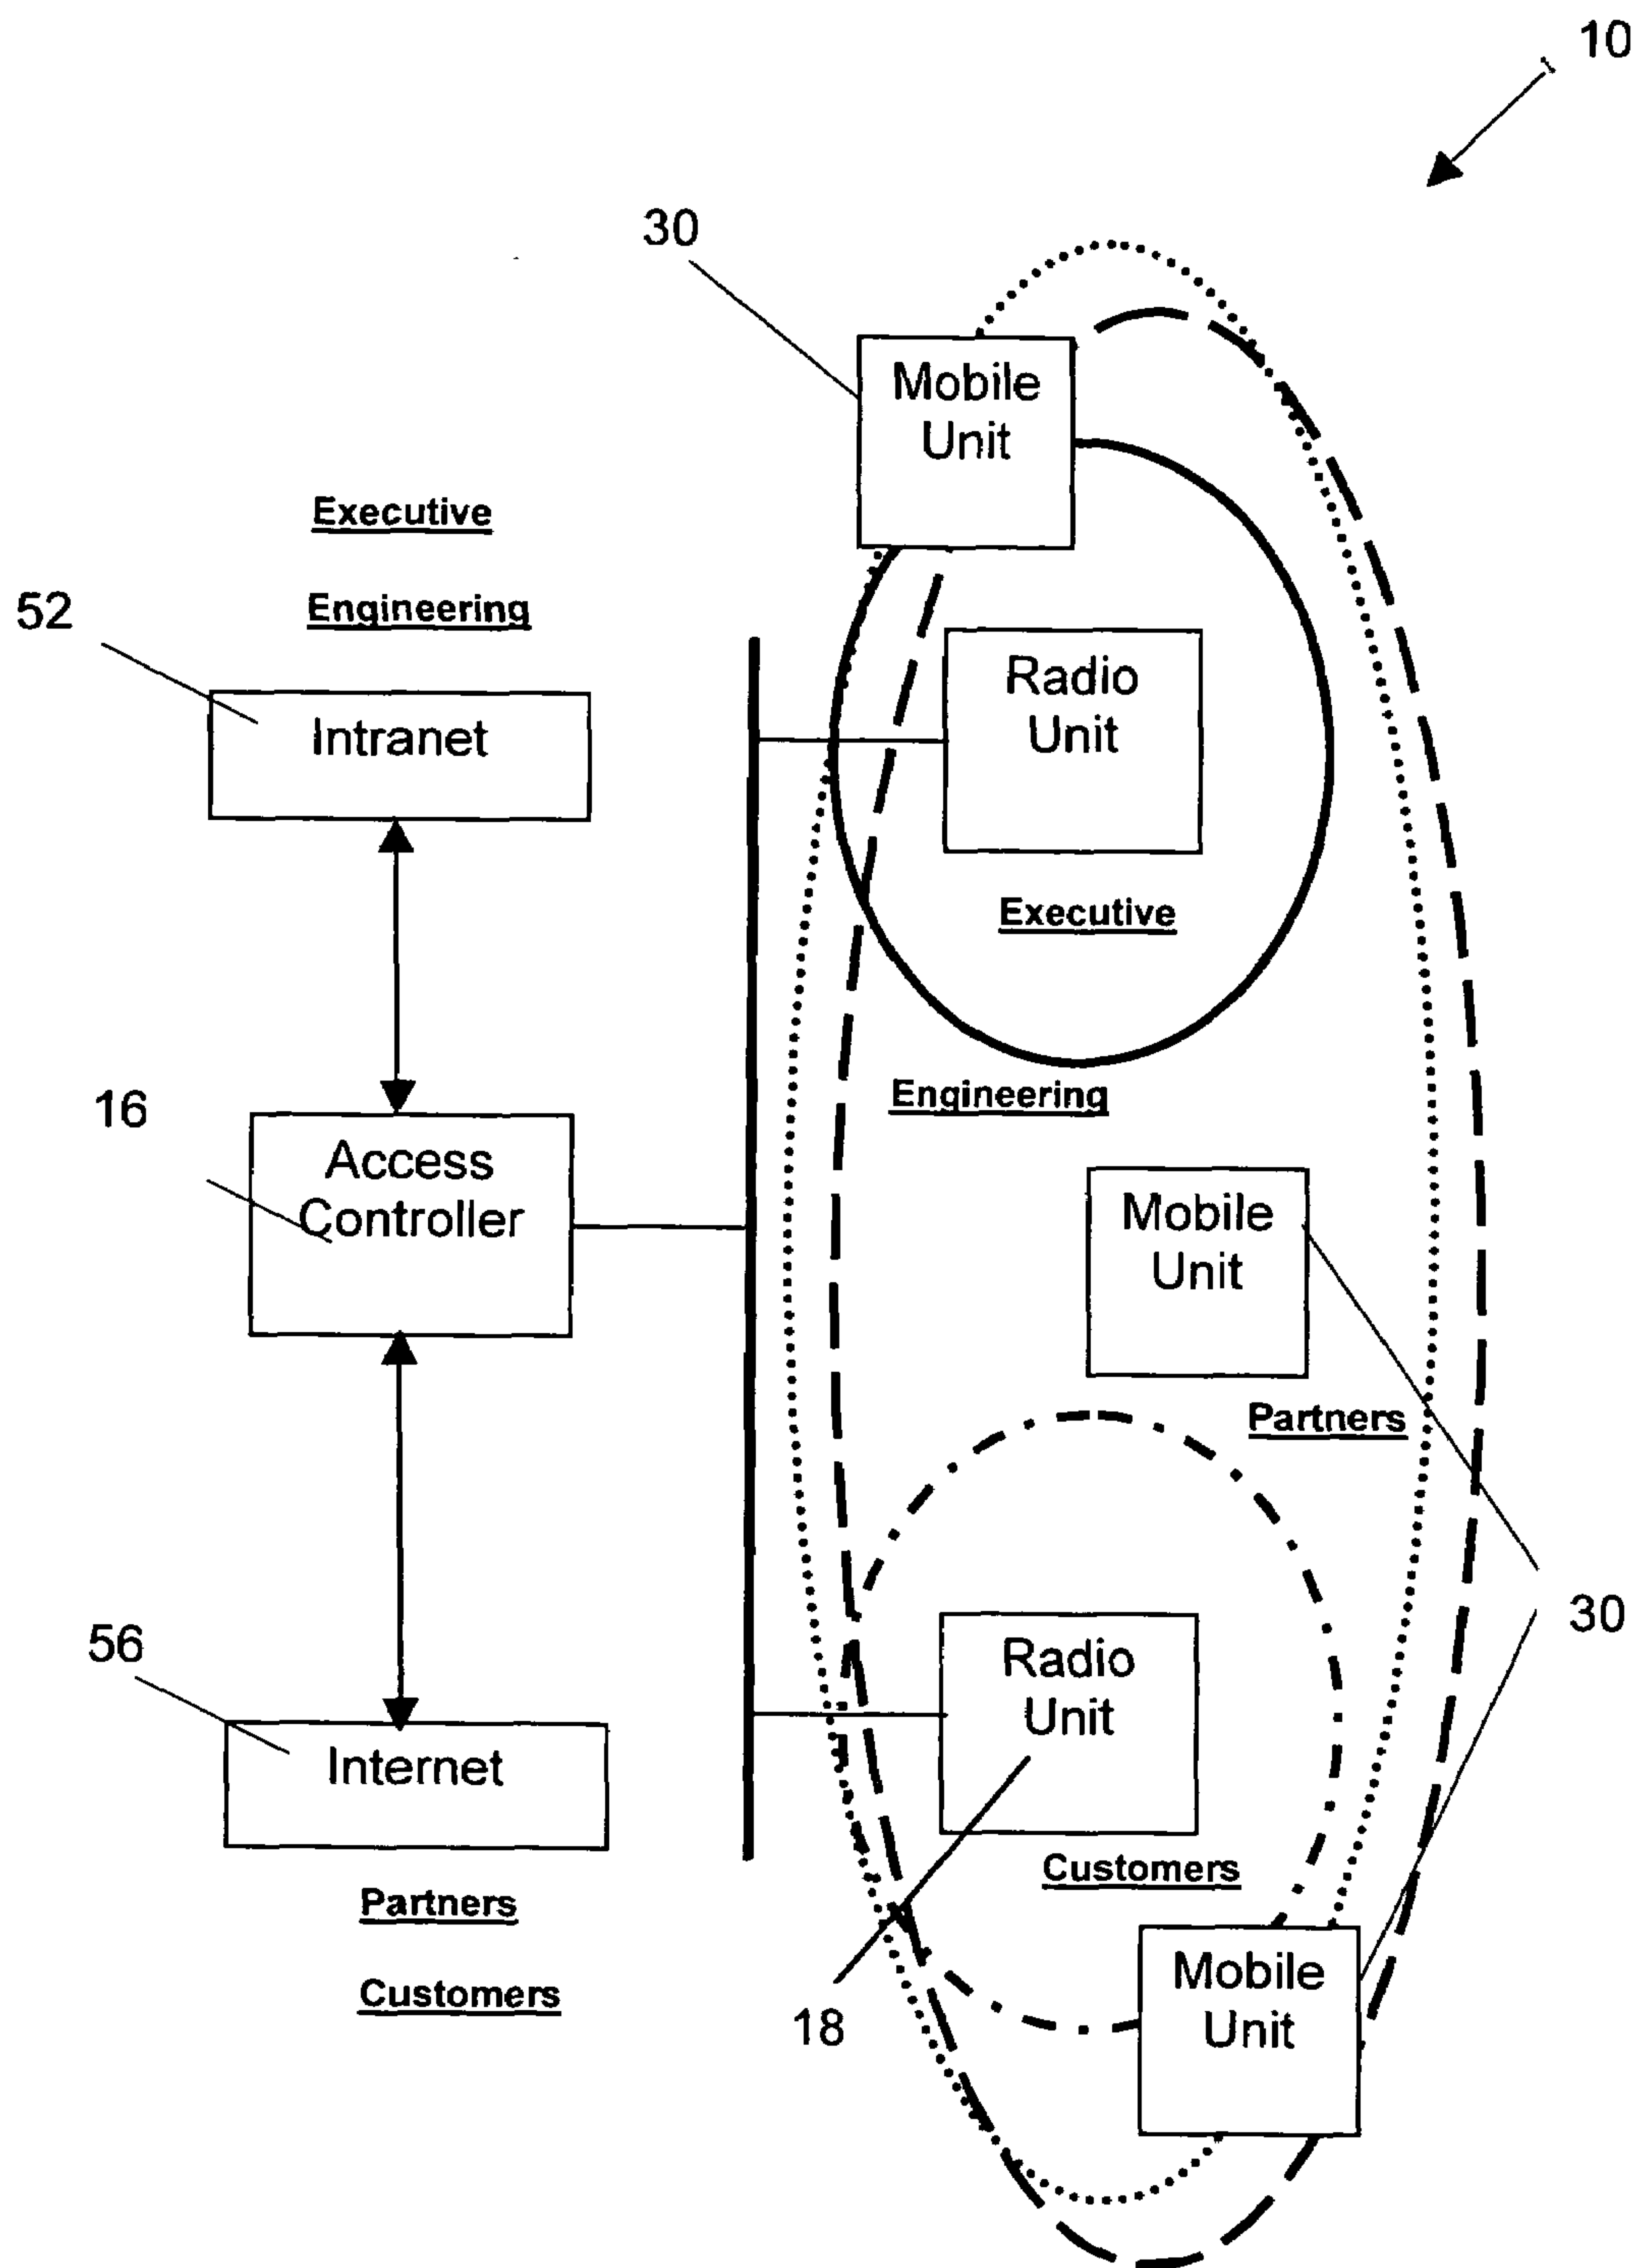 10
30
Mobile
Unit
Executive
Engineering
52
Intranet
Radio
Unit
Executive
Engineering
16
Access
Controller
Mobile
Unit
Partners
56
Internet
Radio
Unit
30
Customers
Partners
Customers
Mobile
Unit
18